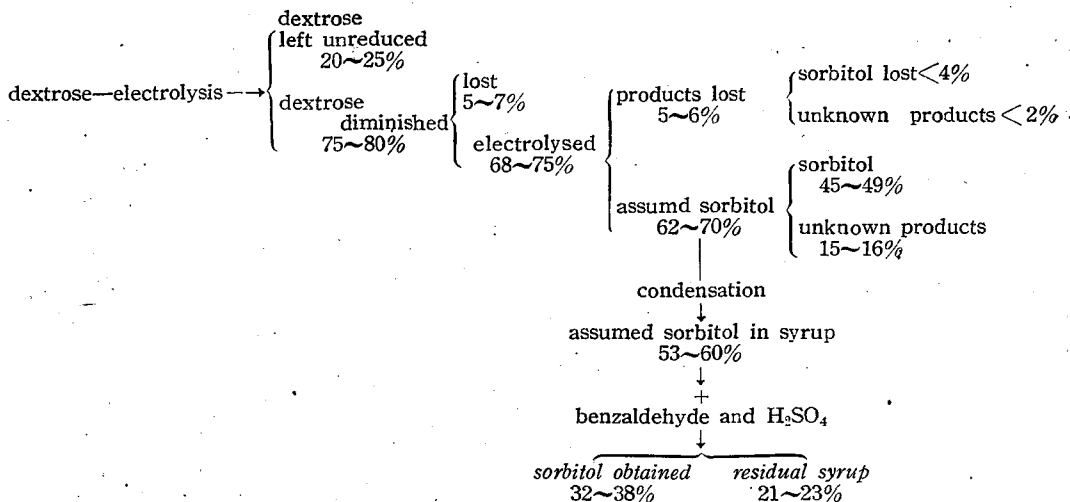 dextrose—electrolysis—→
dextrose
left unreduced
20~25%
dextrose
diminished
75~80%
lost
5~7%
electrolysed
68~75%
products lost
5~6%
sorbitol lost<4%
unknown products<2%
assumd sorbitol
62~70%
sorbitol
45~49%
unknown products
15~16%
condensation
assumed sorbitol in syrup
53~60%
+
benzaldehyde and H₂SO₄
sorbitol obtained
32~38%
residual syrup
21~23%